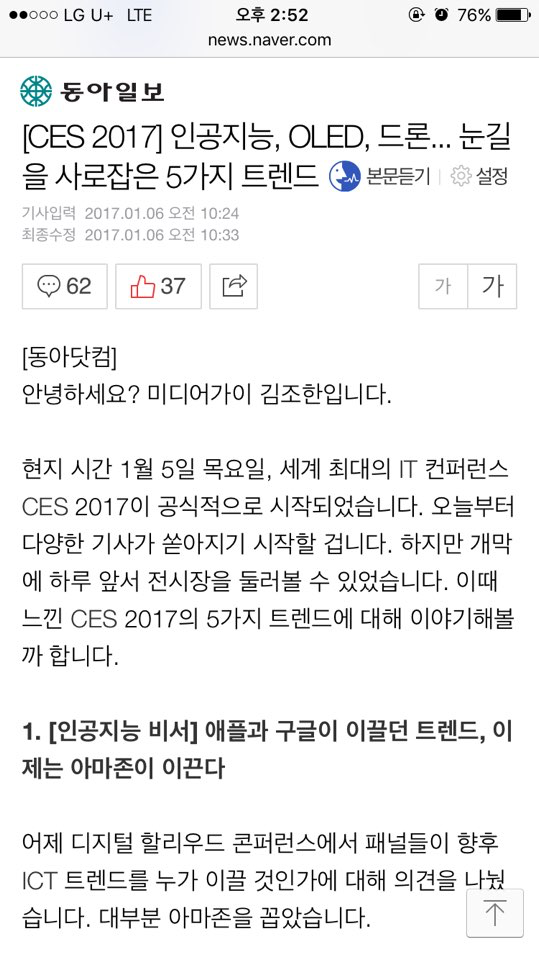 LG U+ LTE 오후 2:52 76%
news.naver.com
동아일보
[CES 2017] 인공지능, OLED, 드론... 눈길
을 사로잡은 5가지 트렌드 본문듣기 설정
기사입력 2017.01.06 오전 10:24
최종수정 2017.01.06 오전 10:33
62 37 가 가
[동아닷컴]
안녕하세요? 미디어가이 김조한입니다.
현지 시간 1월 5일 목요일, 세계 최대의 IT 컨퍼런스
CES 2017이 공식적으로 시작되었습니다. 오늘부터
다양한 기사가 쏟아지기 시작할 겁니다. 하지만 개막
에 하루 앞서 전시장을 둘러볼 수 있었습니다. 이때
느낀 CES 2017의 5가지 트렌드에 대해 이야기해볼
까 합니다.
1. [인공지능 비서] 애플과 구글이 이끌던 트렌드, 이
제는 아마존이 이끈다
어제 디지털 할리우드 콘퍼런스에서 패널들이 향후
ICT 트렌드를 누가 이끌 것인가에 대해 의견을 나눴
습니다. 대부분 아마존을 꼽았습니다.